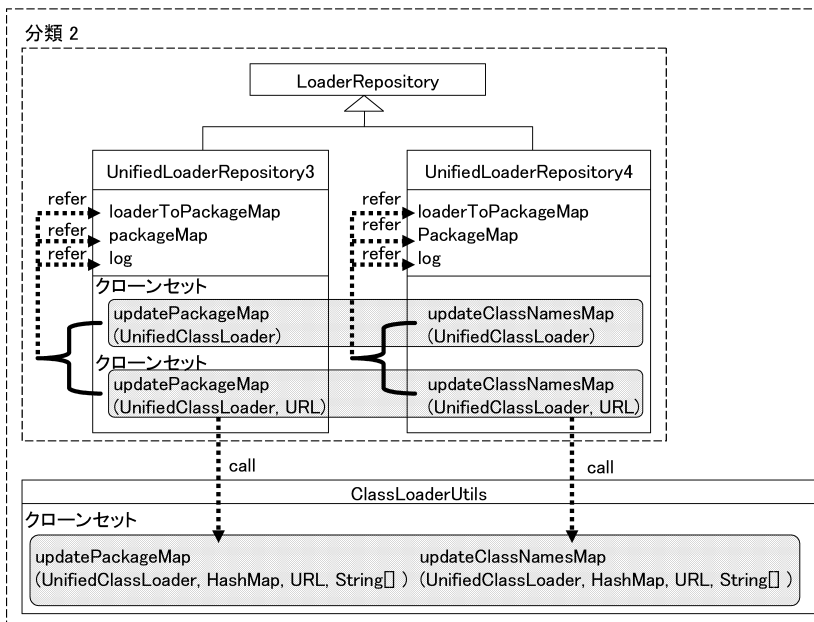 分類 2
LoaderRepository
UnifiedLoaderRepository3
refer loaderToPackageMap
refer packageMap
refer log
クローンセット
updatePackageMap
(UnifiedClassLoader)
クローンセット
updatePackageMap
(UnifiedClassLoader, URL)
UnifiedLoaderRepository4
refer loaderToPackageMap
refer PackageMap
refer log
updateClassNamesMap
(UnifiedClassLoader)
updateClassNamesMap
(UnifiedClassLoader, URL)
call
call
ClassLoaderUtils
クローンセット
updatePackageMap
(UnifiedClassLoader, HashMap, URL, String[] )
updateClassNamesMap
(UnifiedClassLoader, HashMap, URL, String[] )